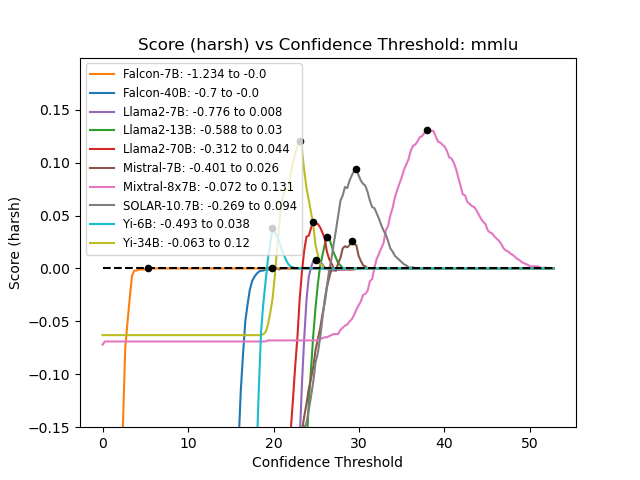 Score (harsh) vs Confidence Threshold: mmlu
Falcon-7B: -1.234 to -0.0
Falcon-40B: -0.7 to -0.0
Llama2-7B: -0.776 to 0.008
Llama2-13B: -0.588 to 0.03
Llama2-70B: -0.312 to 0.044
Mistral-7B: -0.401 to 0.026
Mixtral-8x7B: -0.072 to 0.131
SOLAR-10.7B: -0.269 to 0.094
Yi-6B: -0.493 to 0.038
Yi-34B: -0.063 to 0.12
Score (harsh)
0.15
0.10
0.05
0.00
−0.05
−0.10
−0.15
0 10 20 30 40 50
Confidence Threshold